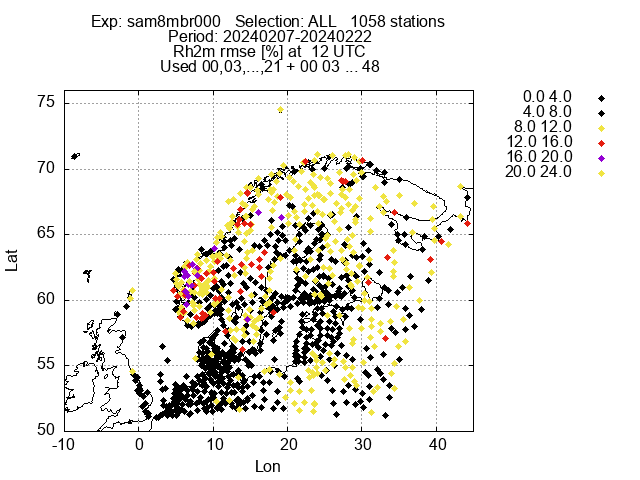 Exp: sam8mbr000   Selection: ALL   1058 stations
Period: 20240207-20240222
Rh2m rmse [%] at  12 UTC
Used 00,03,...,21 + 00 03 ... 48
0.0 4.0
4.0 8.0
8.0 12.0
12.0 16.0
16.0 20.0
20.0 24.0
75
70
65
60
55
50
Lat
-10 0 10 20 30 40
Lon